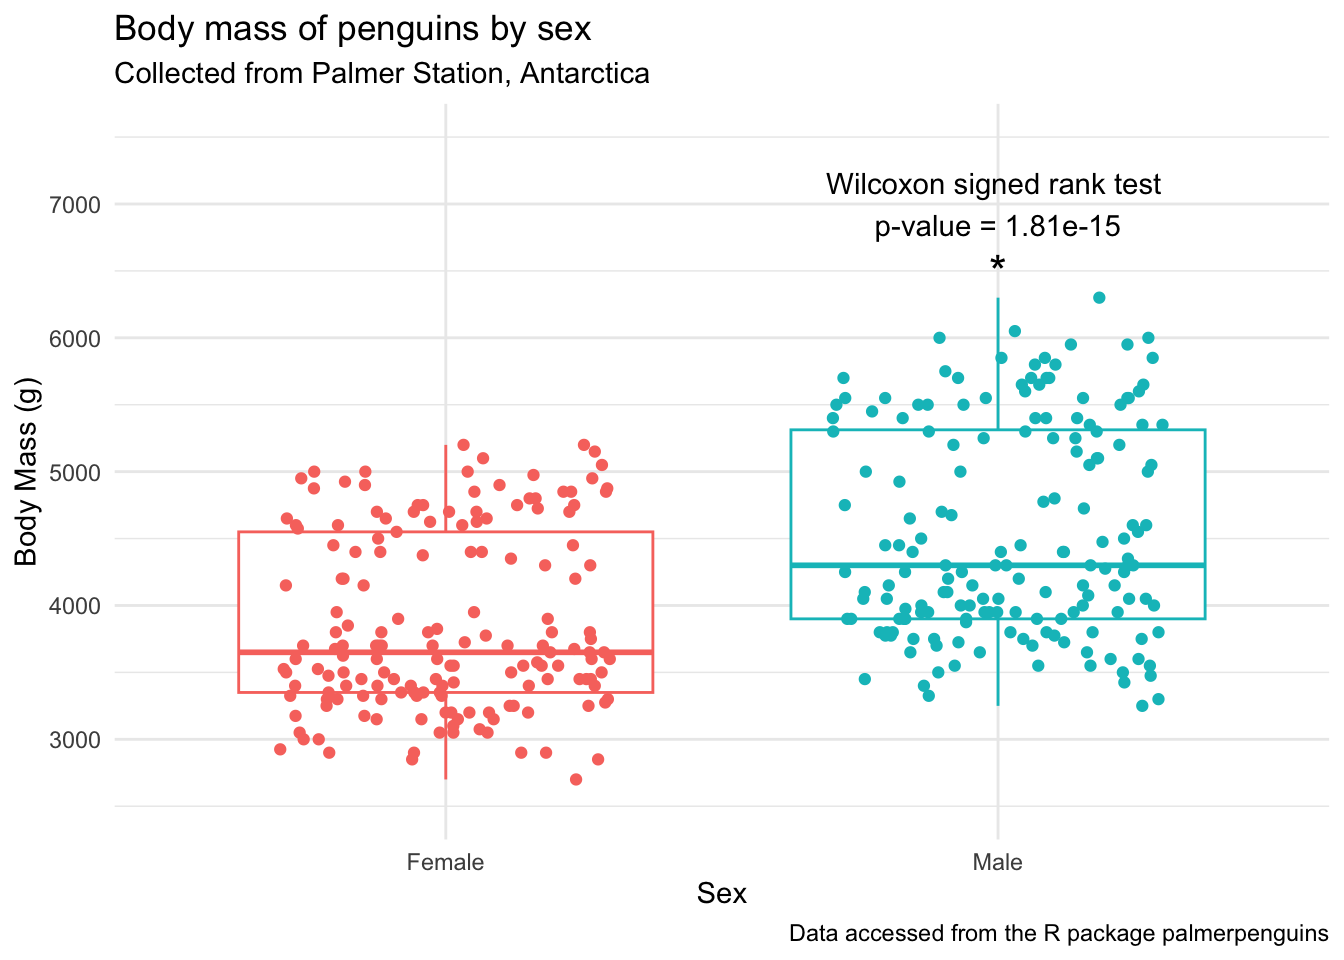 Body mass of penguins by sex
Collected from Palmer Station, Antarctica
Wilcoxon signed rank test
p-value = 1.81e-15
*
7000
6000
5000
4000
3000
Body Mass (g)
Female
Male
Sex
Data accessed from the R package palmerpenguins